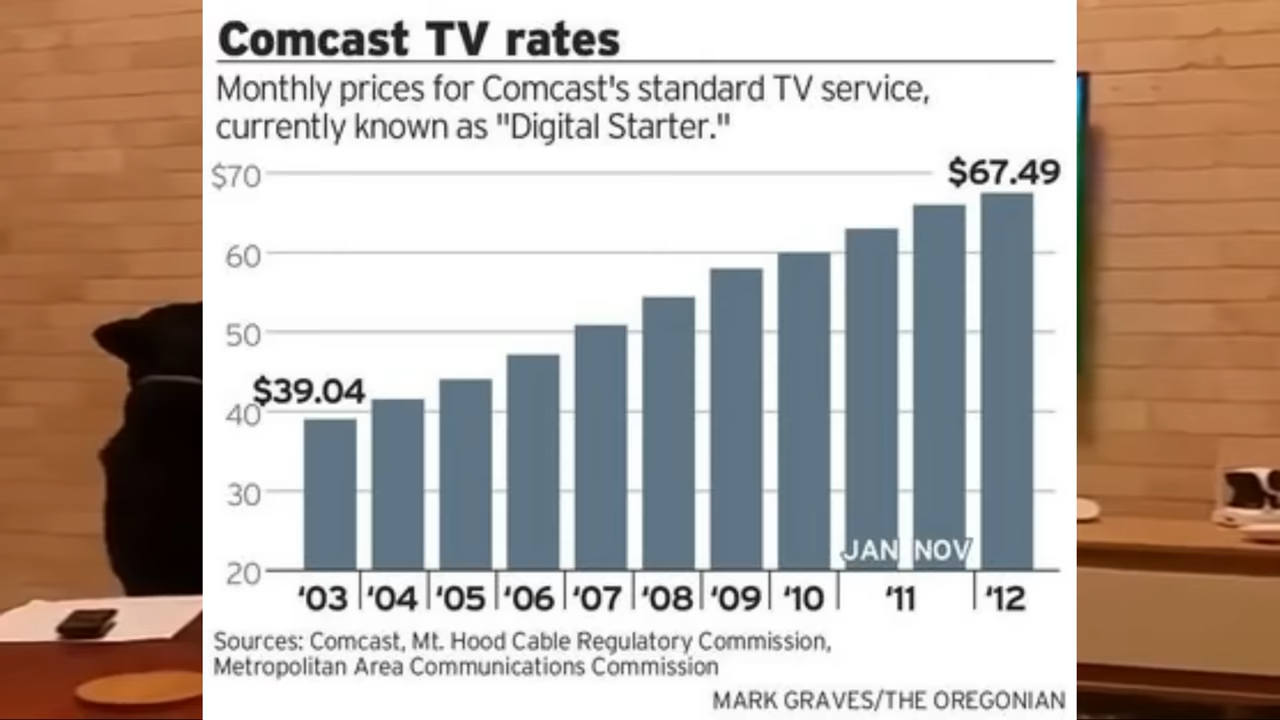 Comcast TV rates
Monthly prices for Comcast's standard TV service,
currently known as "Digital Starter."
$70
$67.49
60
50
$39.04
40
30
JAN NOV
20
'03 '04 '05 '06 '07 '08 '09 '10 '11 '12
Sources: Comcast, Mt. Hood Cable Regulatory Commission,
Metropolitan Area Communications Commission
MARK GRAVES/THE OREGONIAN